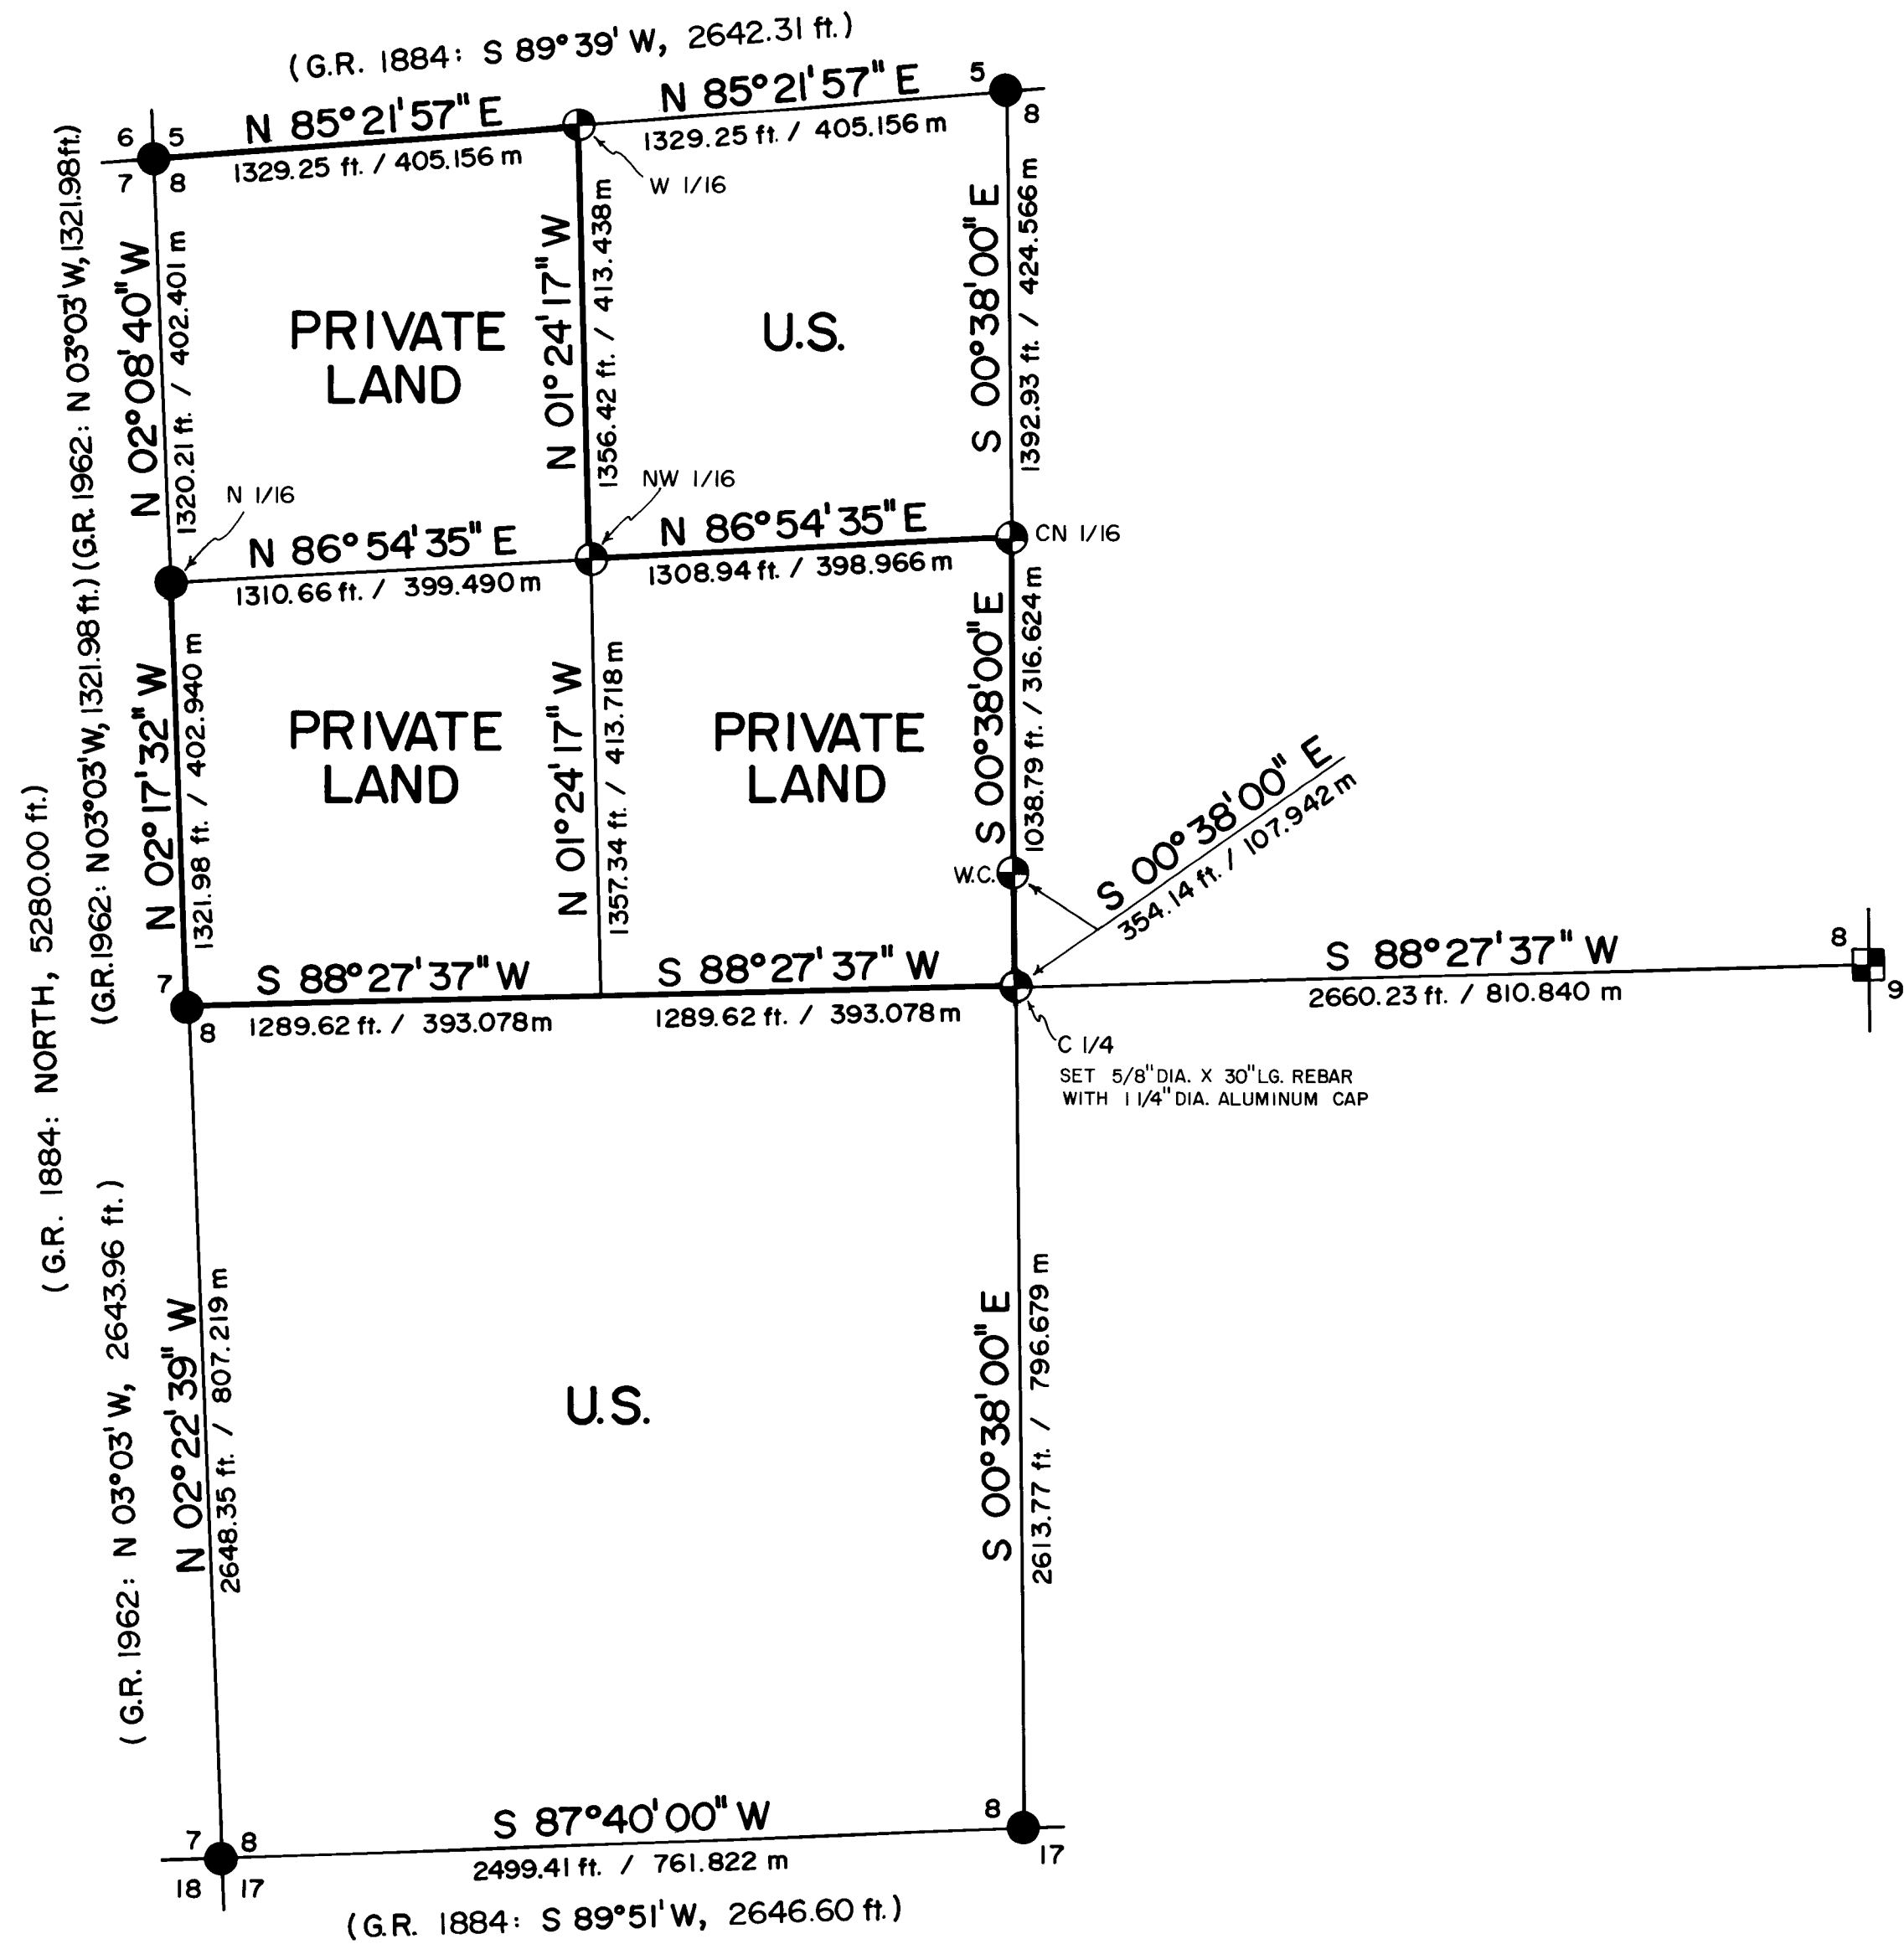 (G.R. 1884: S 89°39' W, 2642.31 ft.)
N 85°21'57" E
1329.25 ft. / 405.156 m
N 85°21'57" E
1329.25 ft. / 405.156 m
6 5
7 8
5
8
W 1/16
(G.R. 1962: N 03°03' W, 1321.98 ft.)
N 02°08'40" W
1320.21 ft. / 402.401 m
PRIVATE
LAND
N 01°24'17" W
1356.42 ft. / 413.438 m
U.S.
S 00°38'00" E
1392.93 ft. / 424.566 m
N 1/16
NW 1/16
CN 1/16
N 86°54'35" E
1310.66 ft. / 399.490 m
N 86°54'35" E
1308.94 ft. / 398.966 m
(G.R. 1962: N 03°03' W, 1321.98 ft.)
N 02°17'32" W
1321.98 ft. / 402.940 m
PRIVATE
LAND
N 01°24'17" W
1357.34 ft. / 413.718 m
PRIVATE
LAND
S 00°38'00" E
1038.79 ft. / 316.624 m
W.C.
S 00°38'00" E
354.14 ft. / 107.942 m
7
8
S 88°27'37" W
1289.62 ft. / 393.078 m
S 88°27'37" W
1289.62 ft. / 393.078 m
S 88°27'37" W
2660.23 ft. / 810.840 m
8
9
C 1/4
SET 5/8" DIA. X 30" LG. REBAR
WITH 1 1/4" DIA. ALUMINUM CAP
(G.R. 1884: NORTH, 5280.00 ft.)
(G.R. 1962: N 03°03' W, 2643.96 ft.)
N 02°22'39" W
2648.35 ft. / 807.219 m
U.S.
S 00°38'00" E
2613.77 ft. / 796.679 m
7 8
18 17
S 87°40'00" W
2499.41 ft. / 761.822 m
8
17
(G.R. 1884: S 89°51' W, 2646.60 ft.)